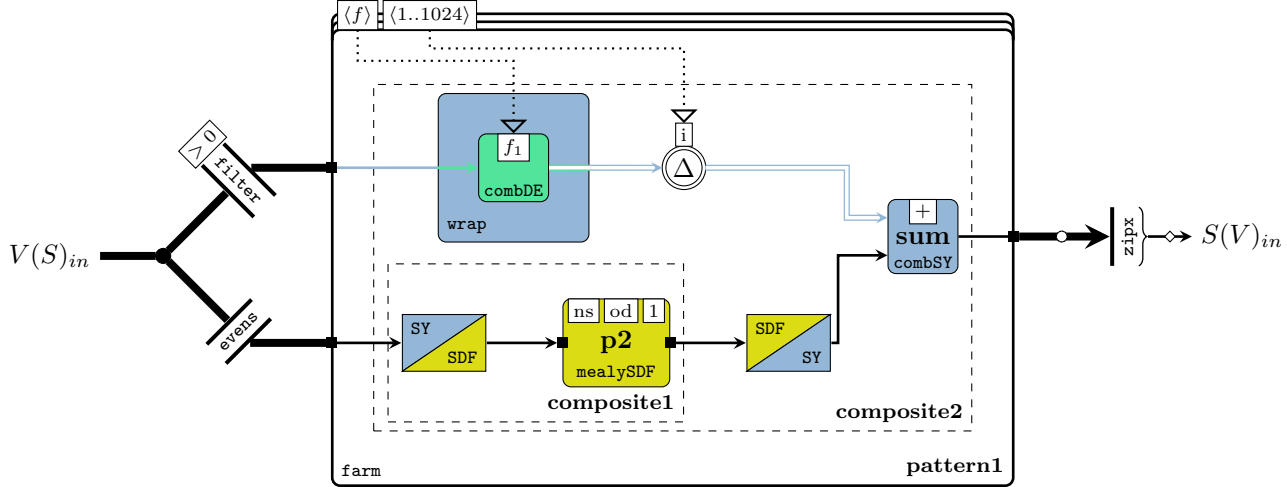 ⟨f⟩ ⟨1..1024⟩
> 0
filter
f₁
combDE
wrap
i
Δ
+
sum
combSY
V(S)in
zipx
S(V)in
evens
SY
SDF
ns od 1
p2
mealySDF
SDF
SY
composite1
composite2
farm
pattern1